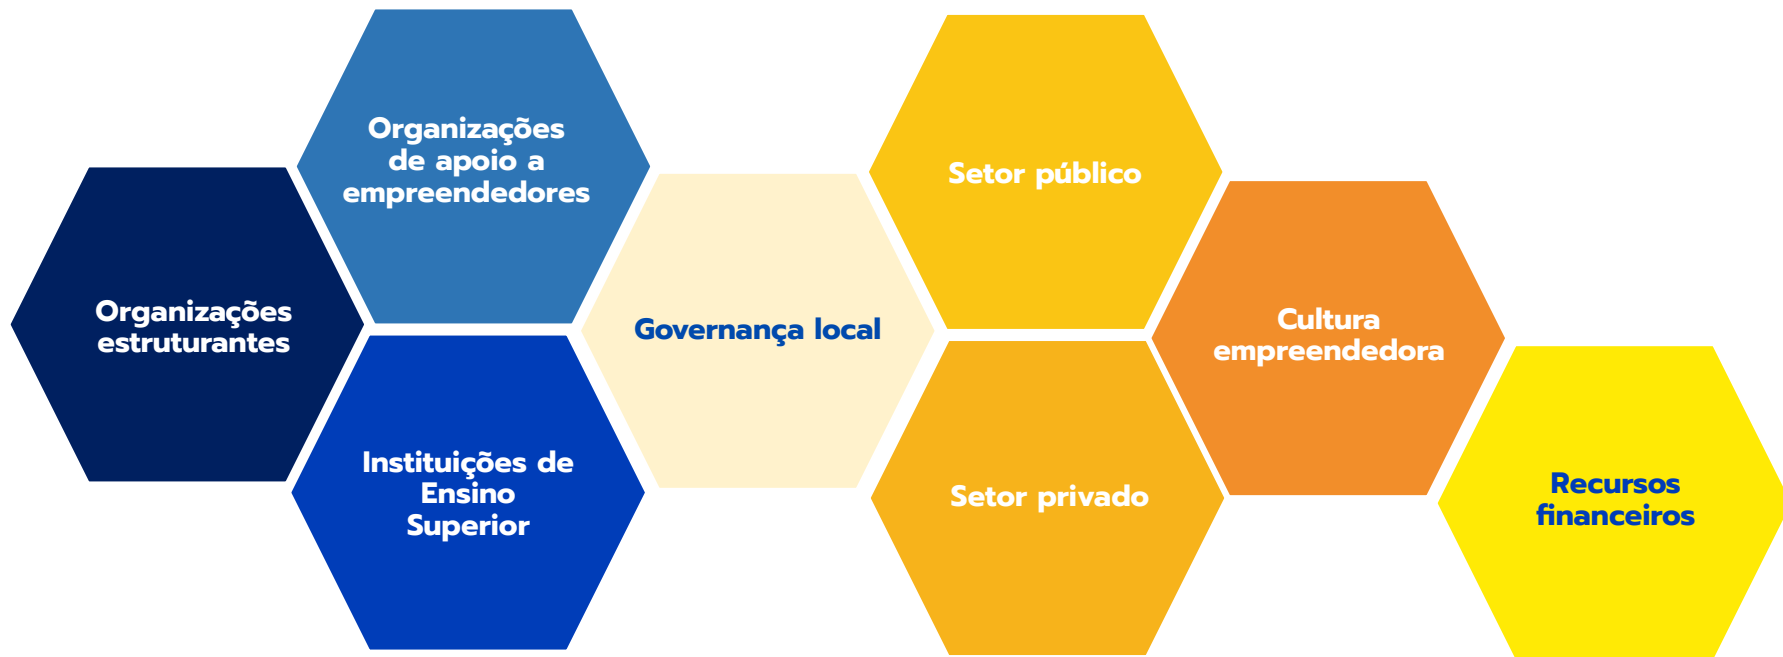 Organizações
estruturantes
Organizações
de apoio a
empreendedores
Instituições de
Ensino
Superior
Governança local
Setor público
Setor privado
Cultura
empreendedora
Recursos
financeiros